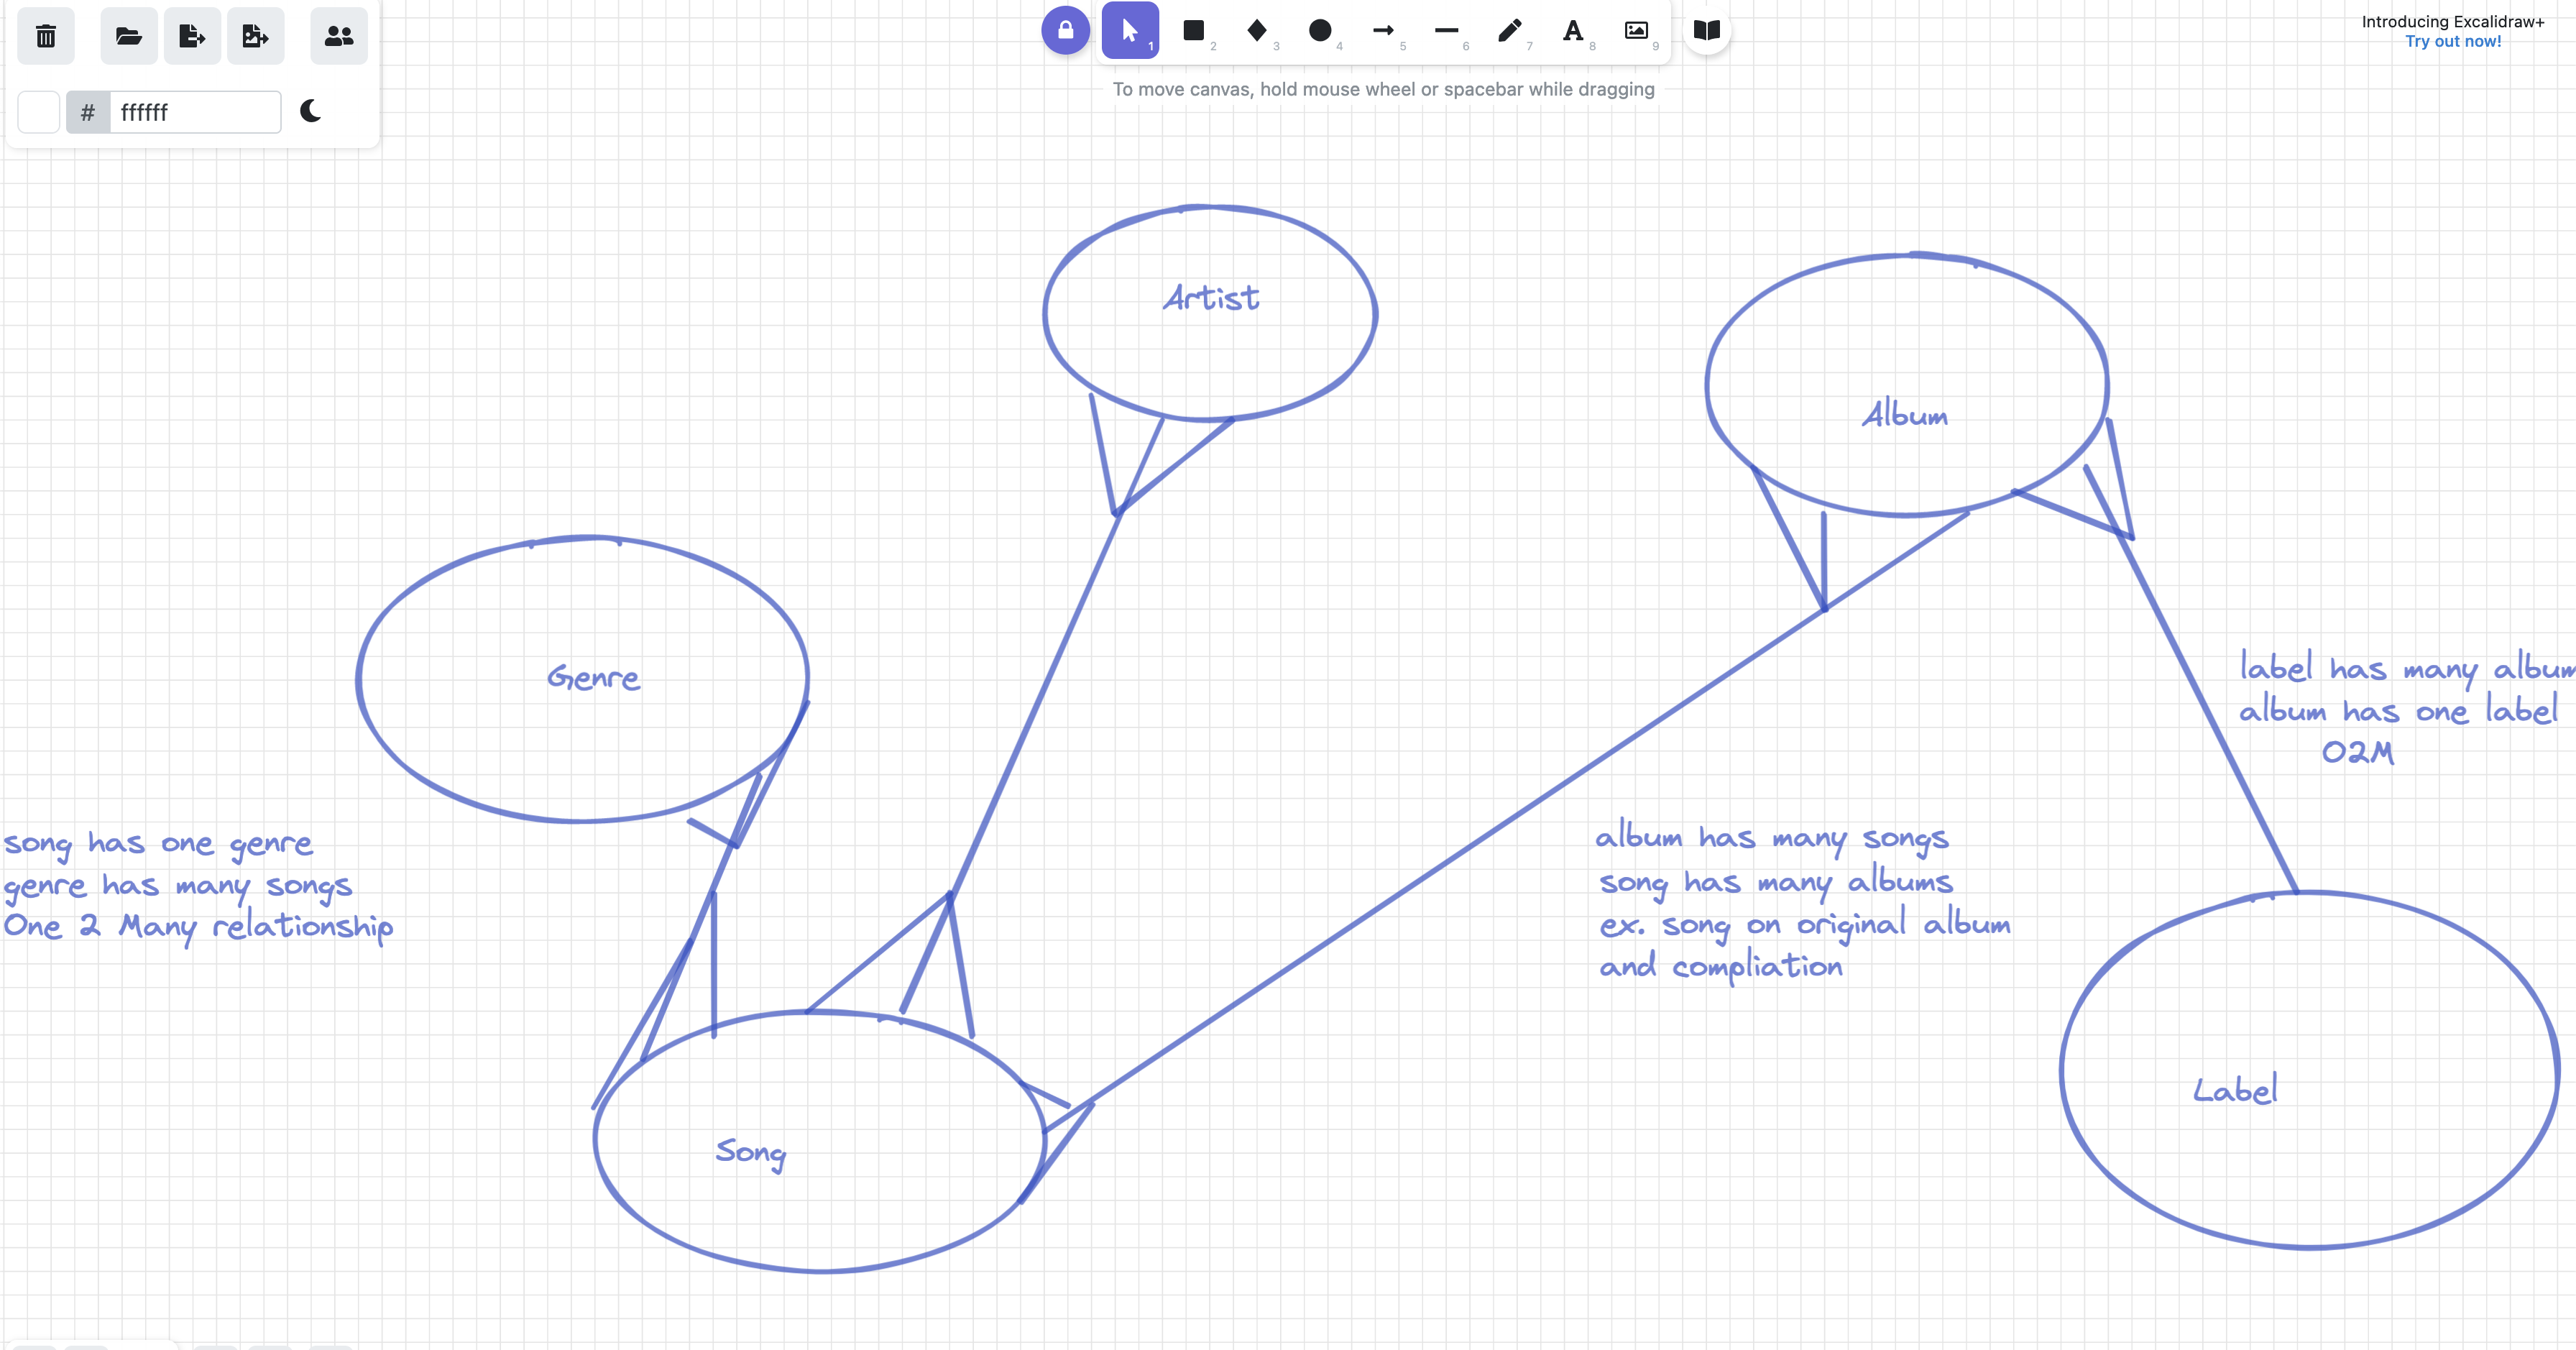 Introducing Excalidraw+
Try out now!
1
2
3
4
5
6
7
8
9
A
# ffffff
To move canvas, hold mouse wheel or spacebar while dragging
Artist
Album
Genre
label has many album
album has one label
O2M
song has one genre
genre has many songs
One 2 Many relationship
album has many songs
song has many albums
ex. song on original album
and compliation
Label
Song